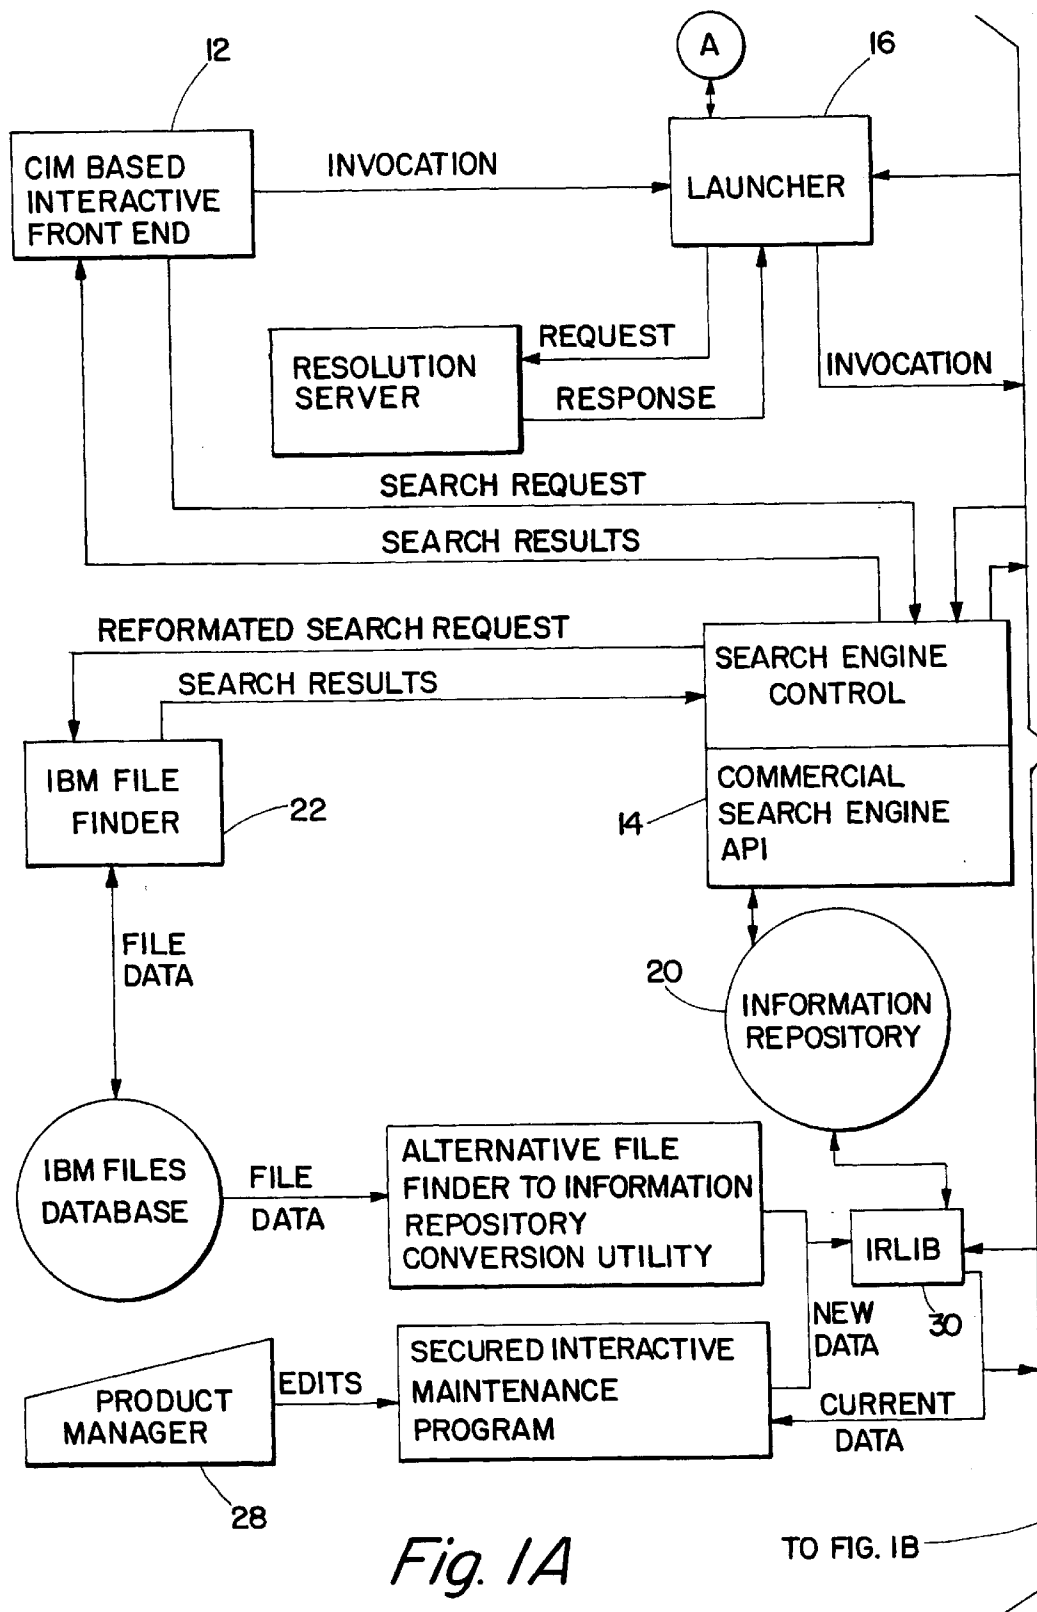 A
12
16
CIM BASED
INTERACTIVE
FRONT END
INVOCATION
LAUNCHER
REQUEST
RESOLUTION
SERVER
RESPONSE
INVOCATION
SEARCH REQUEST
SEARCH RESULTS
REFORMATED SEARCH REQUEST
SEARCH RESULTS
SEARCH ENGINE
CONTROL
IBM FILE
FINDER
22
14
COMMERCIAL
SEARCH ENGINE
API
FILE
DATA
20
INFORMATION
REPOSITORY
IBM FILES
DATABASE
FILE
DATA
ALTERNATIVE FILE
FINDER TO INFORMATION
REPOSITORY
CONVERSION UTILITY
IRLIB
30
NEW
DATA
PRODUCT
MANAGER
28
EDITS
SECURED INTERACTIVE
MAINTENANCE
PROGRAM
CURRENT
DATA
Fig. 1A
TO FIG. 1B